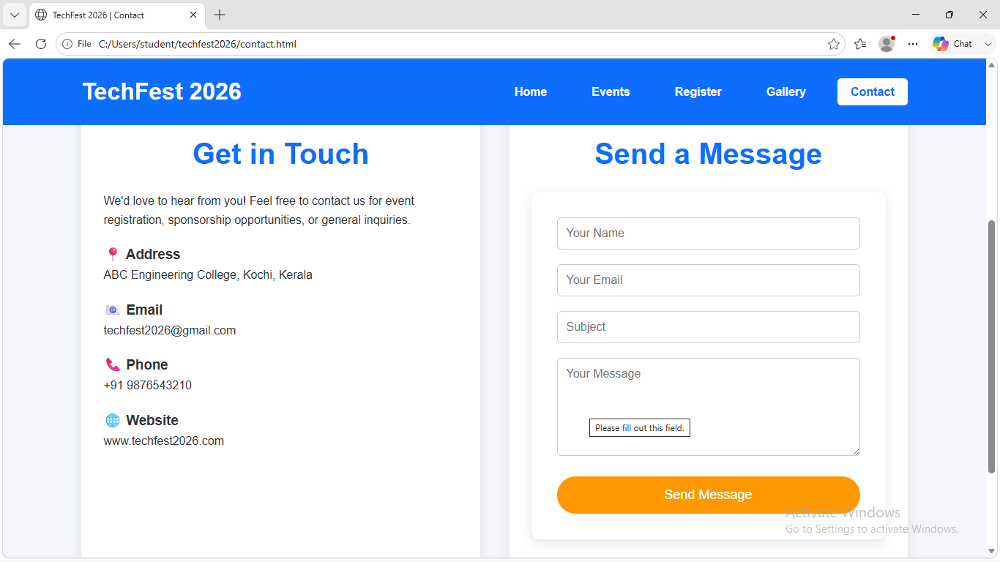 TechFest 2026 | Contact
File C:/Users/student/techfest2026/contact.html
Chat
TechFest 2026
Home Events Register Gallery Contact
Get in Touch
We'd love to hear from you! Feel free to contact us for event
registration, sponsorship opportunities, or general inquiries.
Address
ABC Engineering College, Kochi, Kerala
Email
techfest2026@gmail.com
Phone
+91 9876543210
Website
www.techfest2026.com
Send a Message
Your Name
Your Email
Subject
Your Message
Please fill out this field.
Send Message
Activate Windows
Go to Settings to activate Windows.